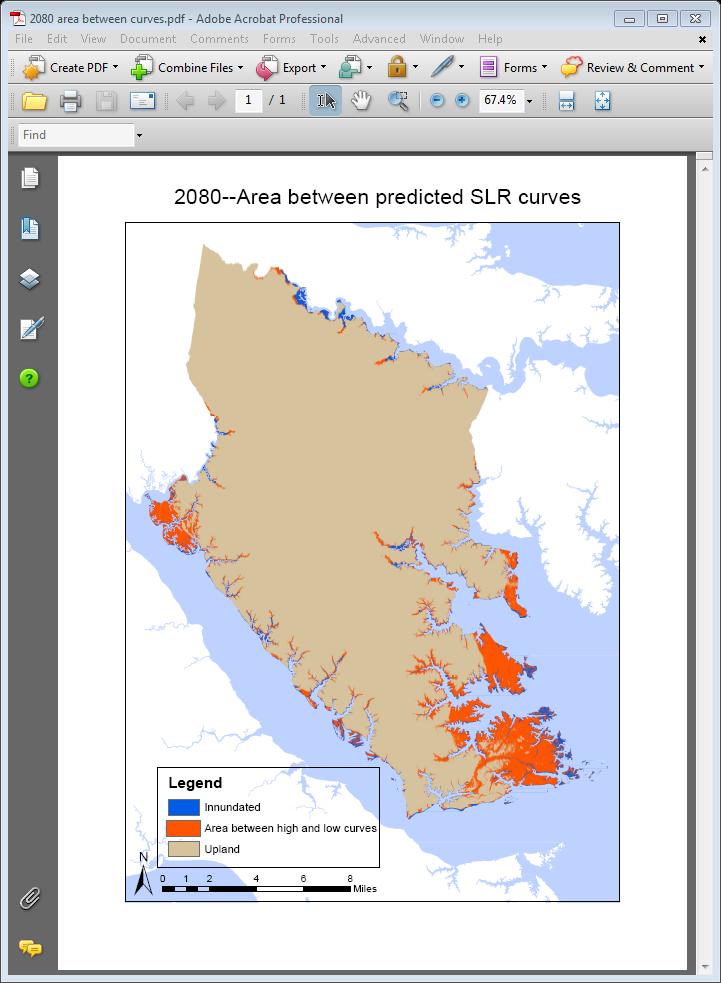 2080 area between curves.pdf - Adobe Acrobat Professional
File Edit View Document Comments Forms Tools Advanced Window Help
Create PDF Combine Files Export Forms Review & Comment
1 / 1 67.4%
Find
2080--Area between predicted SLR curves
Legend
Innundated
Area between high and low curves
Upland
N
0 1 2 4 6 8
Miles